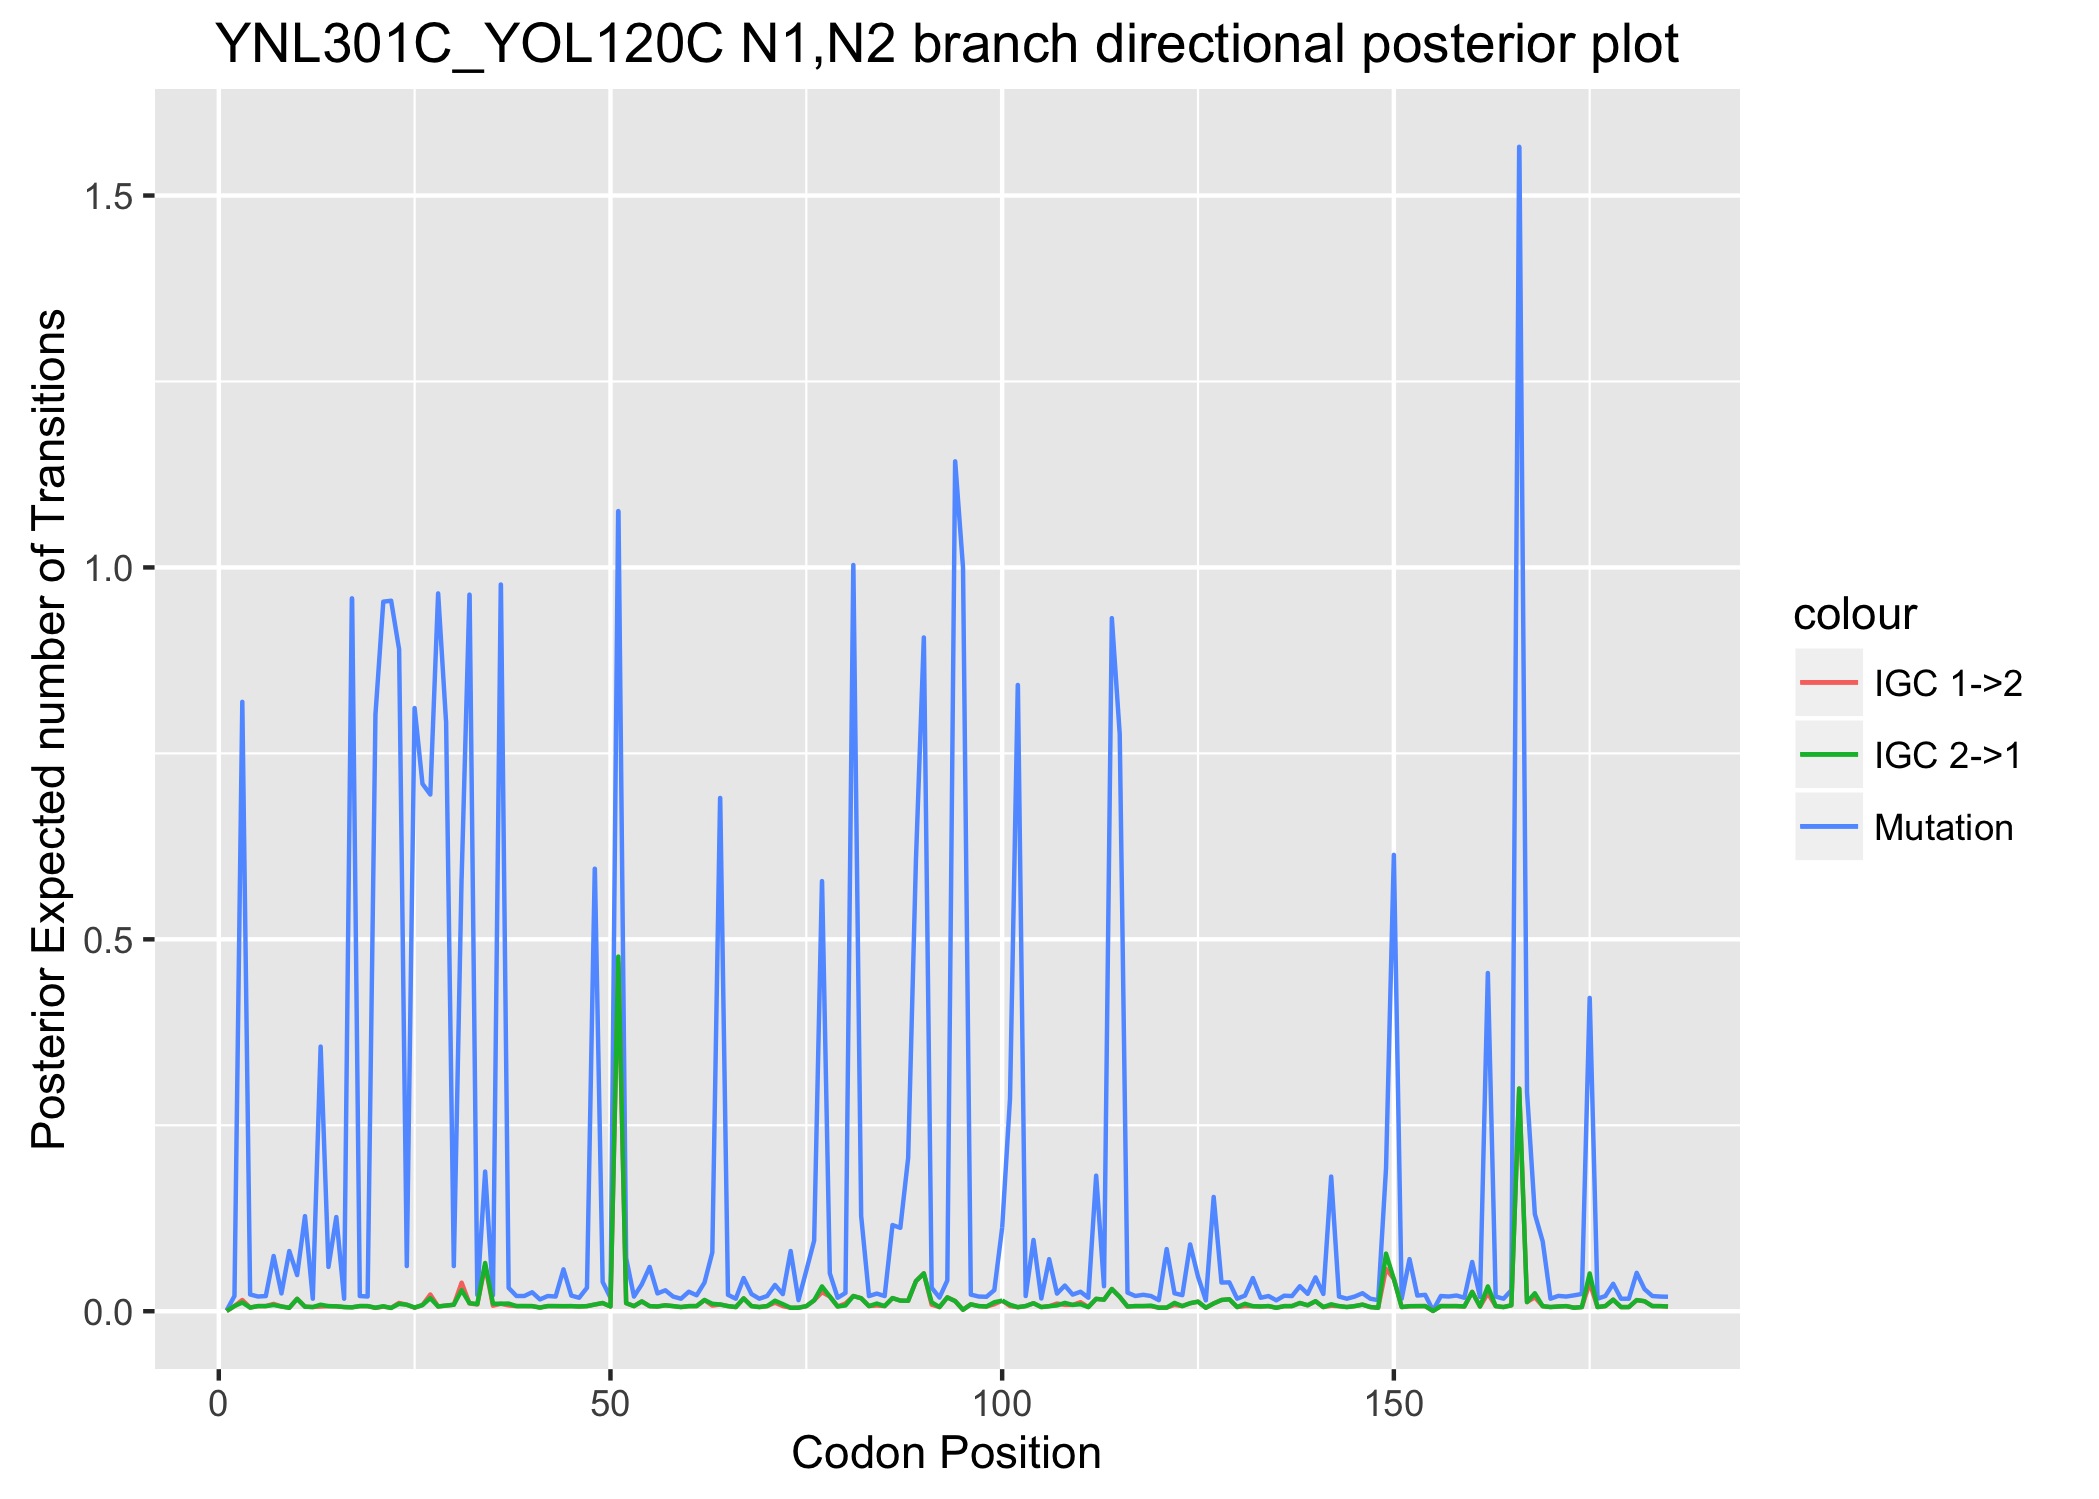 YNL301C_YOL120C N1,N2 branch directional posterior plot
Posterior Expected number of Transitions
1.5
1.0
0.5
0.0
0
50
100
150
Codon Position
colour
IGC 1->2
IGC 2->1
Mutation